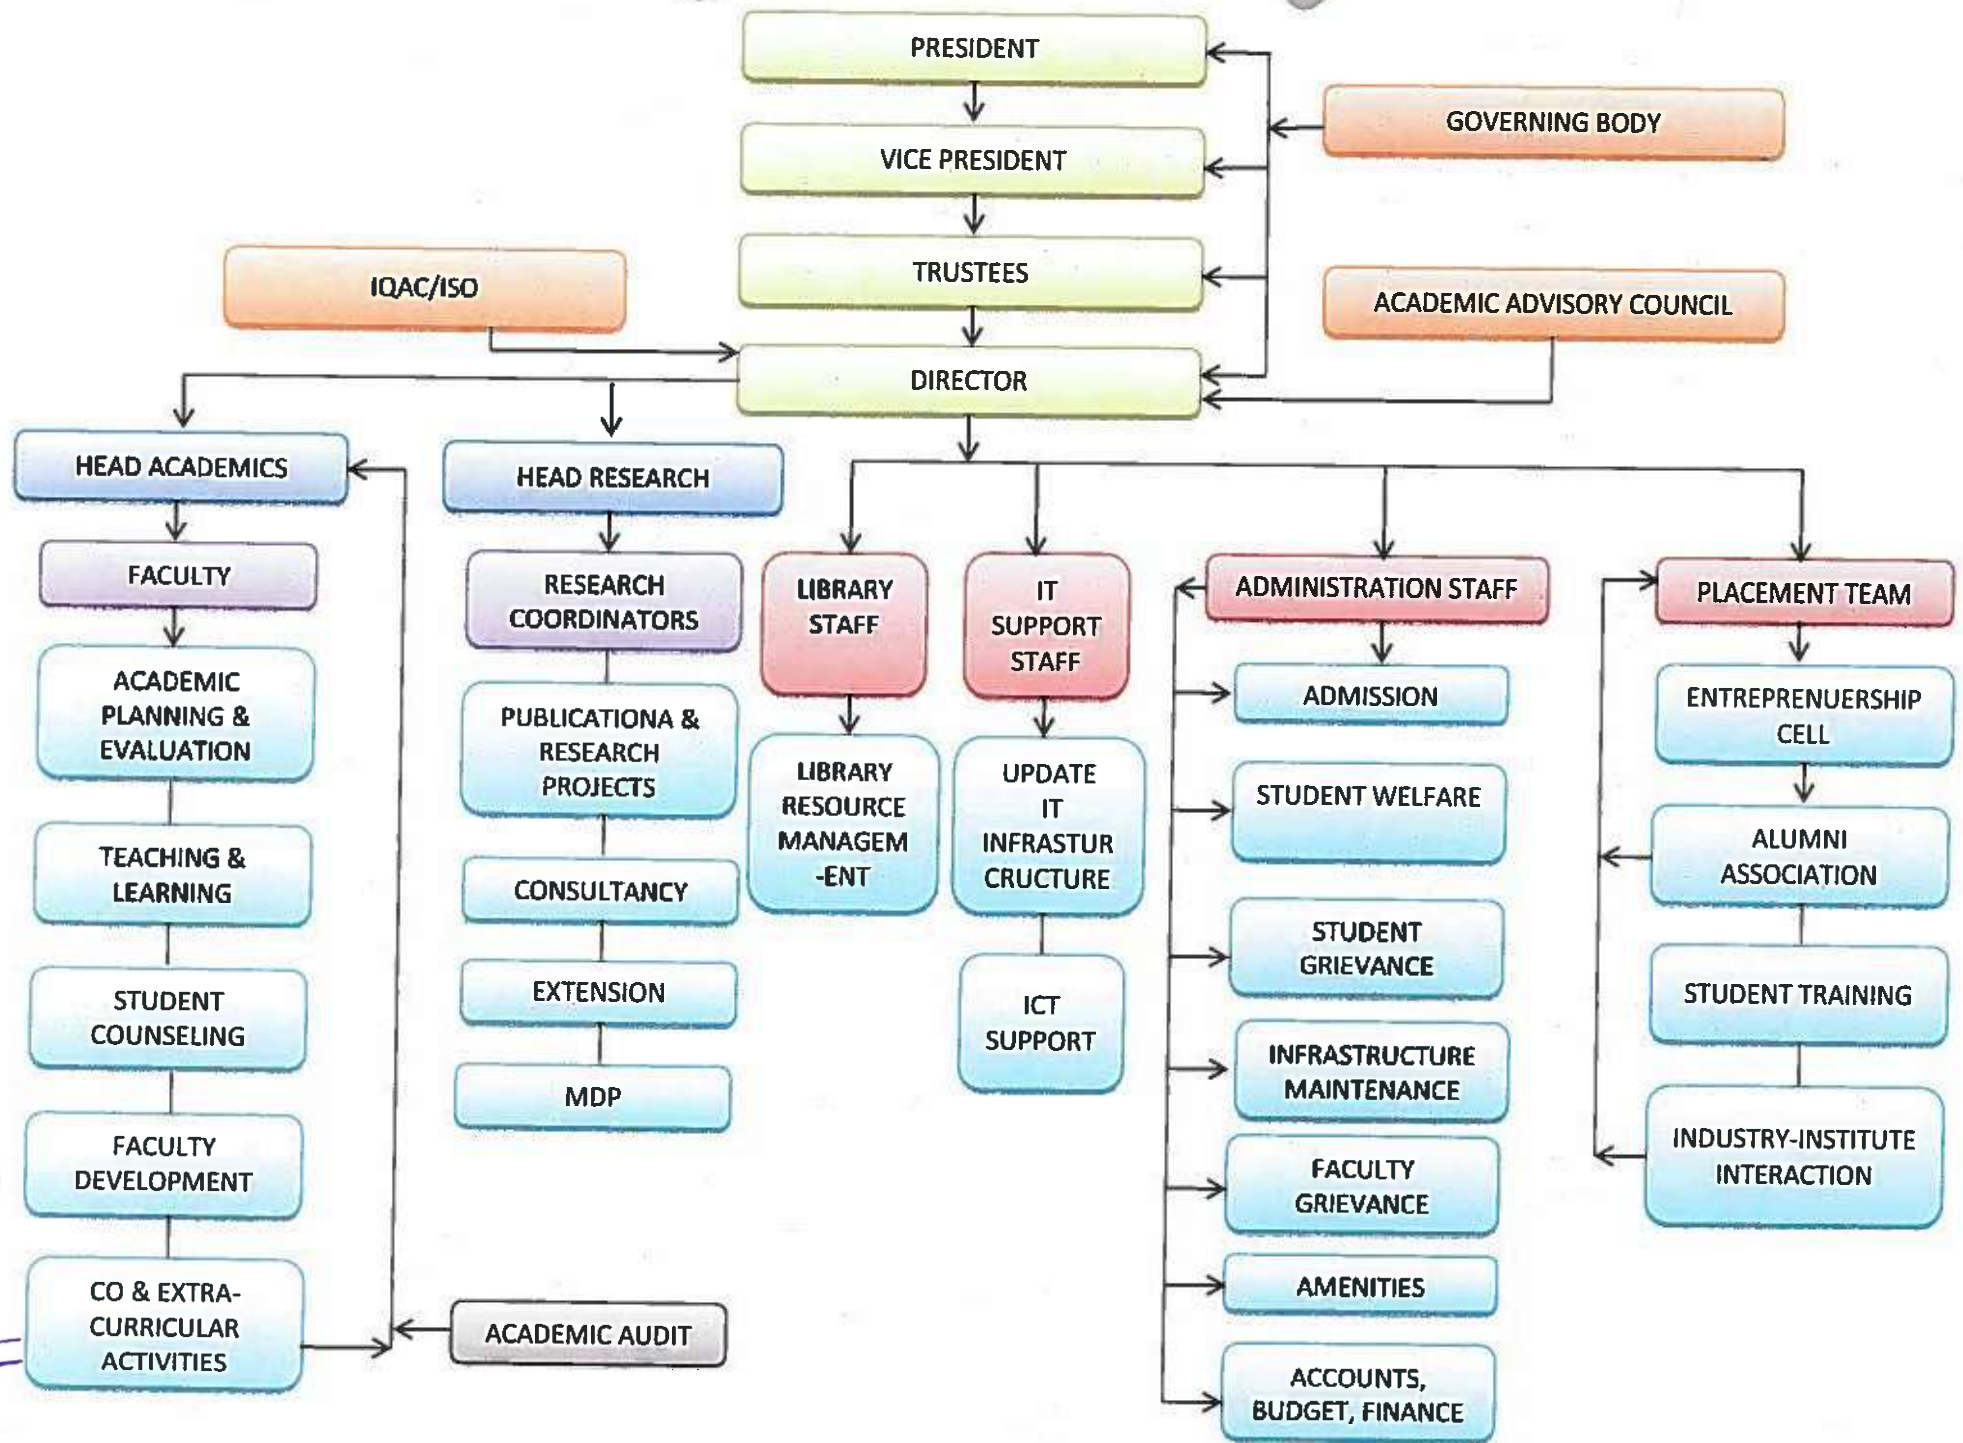 PRESIDENT
GOVERNING BODY
VICE PRESIDENT
TRUSTEES
IQAC/ISO
ACADEMIC ADVISORY COUNCIL
DIRECTOR
HEAD ACADEMICS
FACULTY
ACADEMIC
PLANNING &
EVALUATION
TEACHING &
LEARNING
STUDENT
COUNSELING
FACULTY
DEVELOPMENT
CO & EXTRA-
CURRICULAR
ACTIVITIES
ACADEMIC AUDIT
HEAD RESEARCH
RESEARCH
COORDINATORS
PUBLICATIONA &
RESEARCH
PROJECTS
CONSULTANCY
EXTENSION
MDP
LIBRARY
STAFF
LIBRARY
RESOURCE
MANAGEM
-ENT
IT
SUPPORT
STAFF
UPDATE
IT
INFRASTUR
CRUCTURE
ICT
SUPPORT
ADMINISTRATION STAFF
ADMISSION
STUDENT WELFARE
STUDENT
GRIEVANCE
INFRASTRUCTURE
MAINTENANCE
FACULTY
GRIEVANCE
AMENITIES
ACCOUNTS,
BUDGET, FINANCE
PLACEMENT TEAM
ENTREPRENUERSHIP
CELL
ALUMNI
ASSOCIATION
STUDENT TRAINING
INDUSTRY-INSTITUTE
INTERACTION